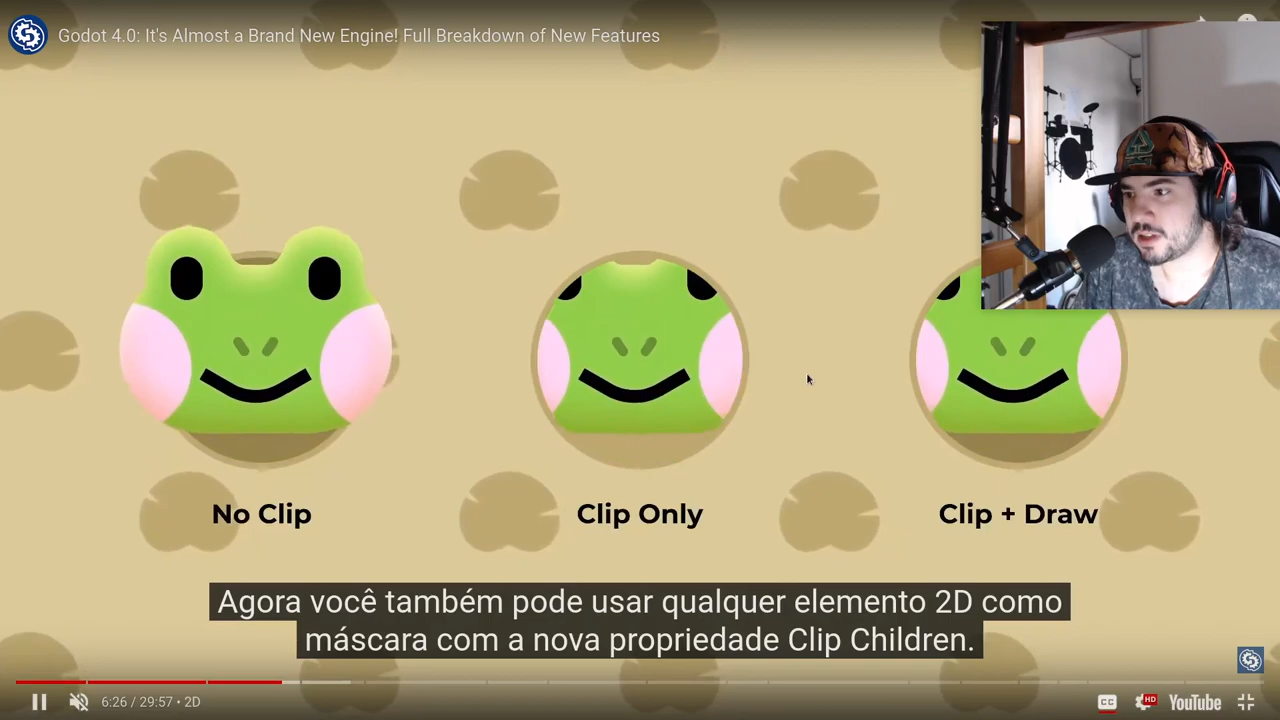 Godot 4.0: It's Almost a Brand New Engine! Full Breakdown of New Features
No Clip
Clip Only
Clip + Draw
Agora você também pode usar qualquer elemento 2D como
máscara com a nova propriedade Clip Children.
6:26 / 29:57 • 2D
CC
HD
YouTube